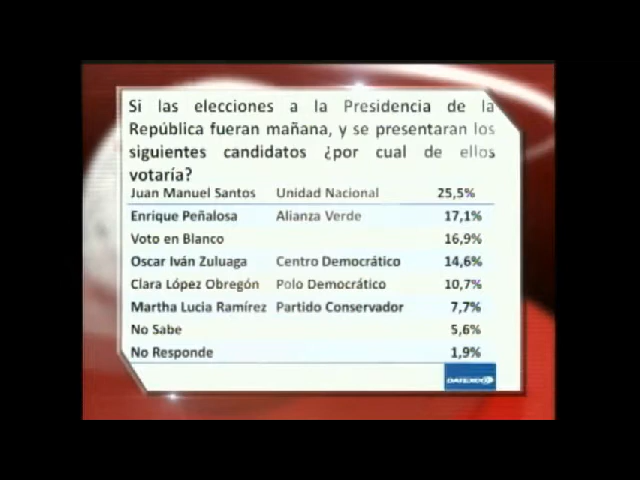 Si las elecciones a la Presidencia de la
República fueran mañana, y se presentaran los
siguientes candidatos ¿por cual de ellos
votaría?
Juan Manuel Santos Unidad Nacional 25,5%
Enrique Peñalosa Alianza Verde 17,1%
Voto en Blanco 16,9%
Oscar Iván Zuluaga Centro Democrático 14,6%
Clara López Obregón Polo Democrático 10,7%
Martha Lucia Ramírez Partido Conservador 7,7%
No Sabe 5,6%
No Responde 1,9%
DATEXCO